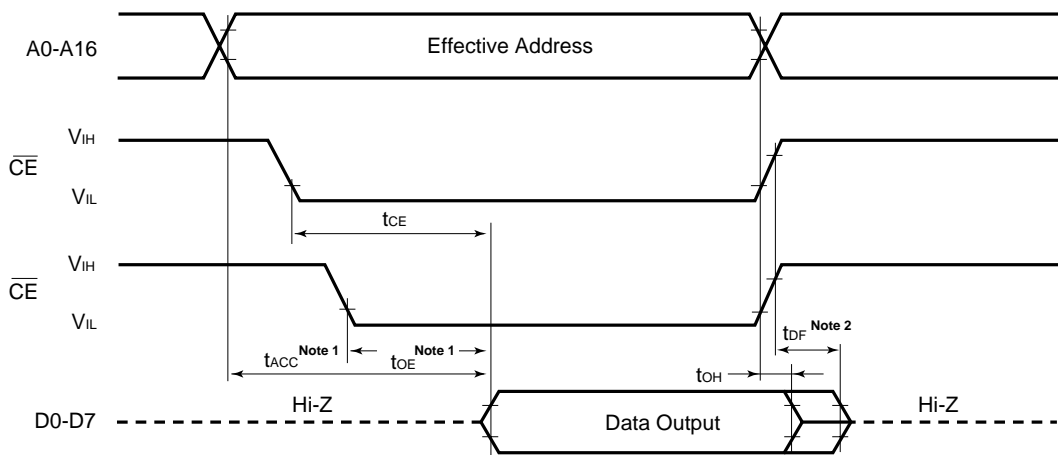 A0-A16 Effective Address
VIH
CE
VIL
tCE
VIH
CE
VIL
tACC Note 1 tOE Note 1 tDF Note 2
tOH
D0-D7 Hi-Z Data Output Hi-Z